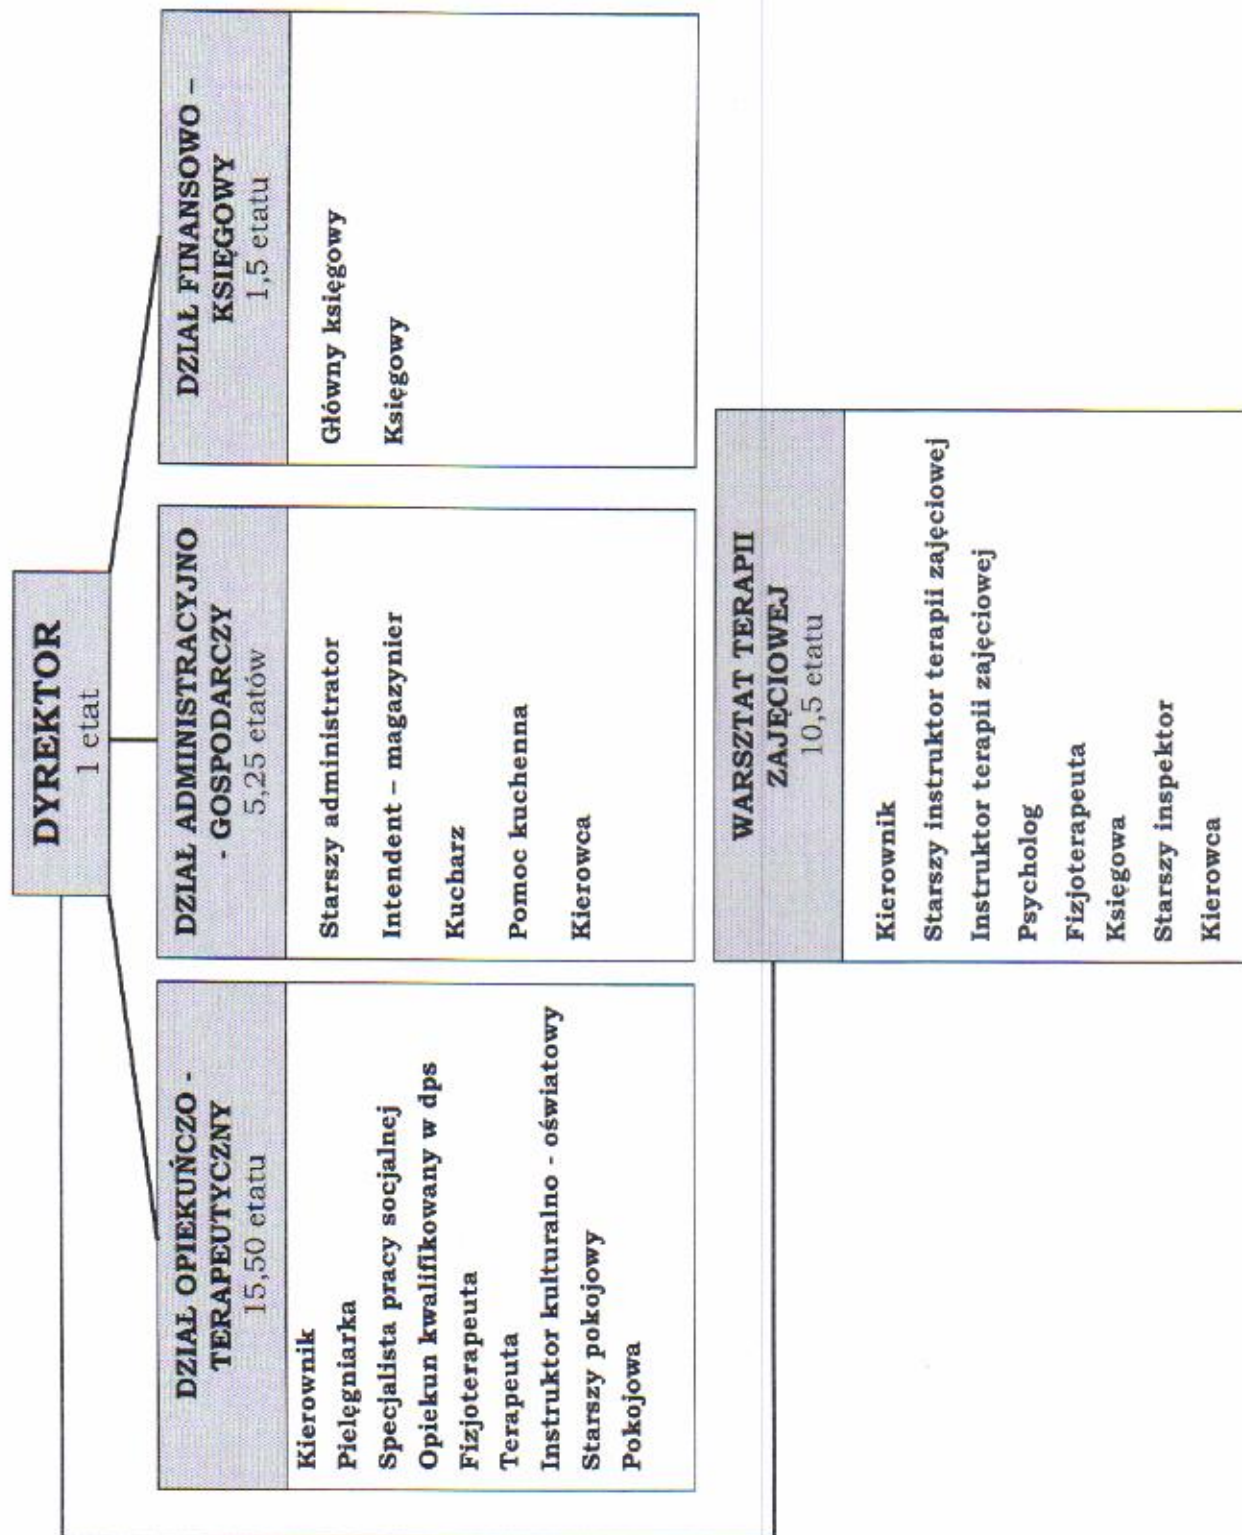 DYREKTOR
1 etat
DZIAŁ OPIEKUŃCZO -
TERAPEUTYCZNY
15,50 etatu
Kierownik
Pielęgniarka
Specjalista pracy socjalnej
Opiekun kwalifikowany w dps
Fizjoterapeuta
Terapeuta
Instruktor kulturalno - oświatowy
Starszy pokojowy
Pokojowa
DZIAŁ ADMINISTRACYJNO
- GOSPODARCZY
5,25 etatów
Starszy administrator
Intendent – magazynier
Kucharz
Pomoc kuchenna
Kierowca
DZIAŁ FINANSOWO –
KSIĘGOWY
1,5 etatu
Główny księgowy
Księgowy
WARSZTAT TERAPII
ZAJĘCIOWEJ
10,5 etatu
Kierownik
Starszy instruktor terapii zajęciowej
Instruktor terapii zajęciowej
Psycholog
Fizjoterapeuta
Księgowa
Starszy inspektor
Kierowca